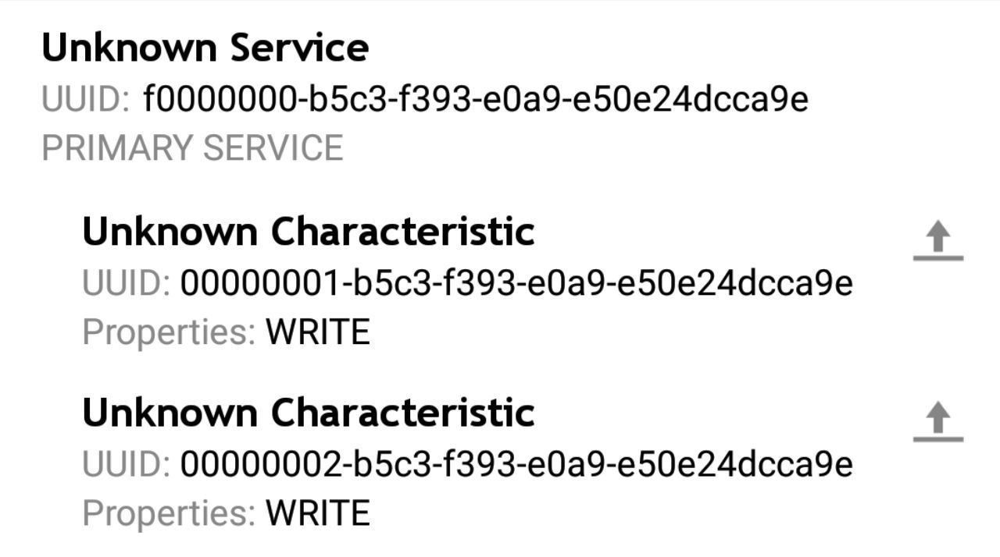 Unknown Service
UUID: f0000000-b5c3-f393-e0a9-e50e24dcca9e
PRIMARY SERVICE
Unknown Characteristic
UUID: 00000001-b5c3-f393-e0a9-e50e24dcca9e
Properties: WRITE
Unknown Characteristic
UUID: 00000002-b5c3-f393-e0a9-e50e24dcca9e
Properties: WRITE